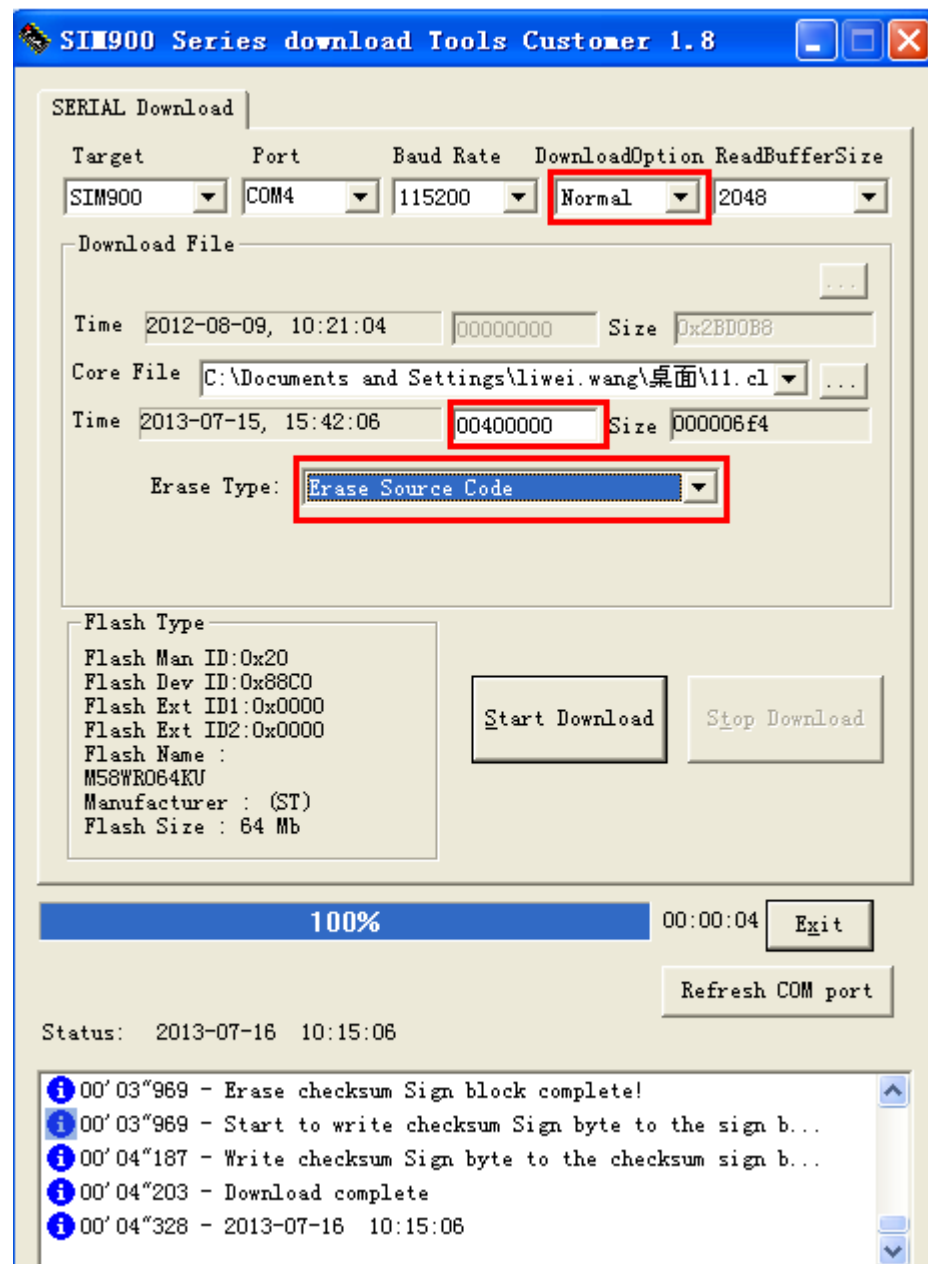 SIM900 Series download Tools Customer 1.8
SERIAL Download
Target Port Baud Rate DownloadOption ReadBufferSize
SIM900 COM4 115200 Normal 2048
Download File
...
Time 2012-08-09, 10:21:04 00000000 Size 0x2BD0B8
Core File C:\Documents and Settings\liwei.wang\桌面\11.cl ...
Time 2013-07-15, 15:42:06 00400000 Size 000006f4
Erase Type: Erase Source Code
Flash Type
Flash Man ID:0x20
Flash Dev ID:0x88C0
Flash Ext ID1:0x0000
Flash Ext ID2:0x0000
Flash Name :
M58WR064KU
Manufacturer : (ST)
Flash Size : 64 Mb
Start Download Stop Download
100% 00:00:04 Exit
Refresh COM port
Status: 2013-07-16 10:15:06
00'03"969 - Erase checksum Sign block complete!
00'03"969 - Start to write checksum Sign byte to the sign b...
00'04"187 - Write checksum Sign byte to the checksum sign b...
00'04"203 - Download complete
00'04"328 - 2013-07-16 10:15:06